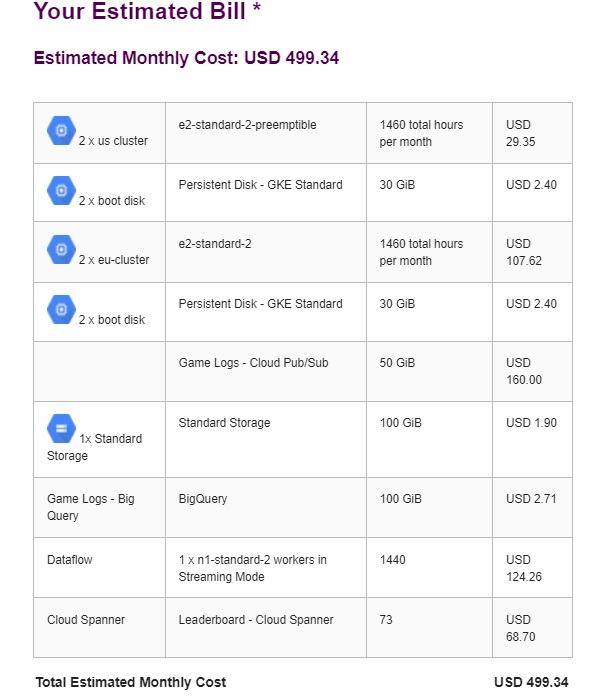 Your Estimated Bill *
Estimated Monthly Cost: USD 499.34
2 x us cluster
e2-standard-2-preemptible
1460 total hours
per month
USD
29.35
2 x boot disk
Persistent Disk - GKE Standard
30 GiB
USD 2.40
2 x eu-cluster
e2-standard-2
1460 total hours
per month
USD
107.62
2 x boot disk
Persistent Disk - GKE Standard
30 GiB
USD 2.40
Game Logs - Cloud Pub/Sub
50 GiB
USD
160.00
1x Standard
Storage
Standard Storage
100 GiB
USD 1.90
Game Logs - Big
Query
BigQuery
100 GiB
USD 2.71
Dataflow
1 x n1-standard-2 workers in
Streaming Mode
1440
USD
124.26
Cloud Spanner
Leaderboard - Cloud Spanner
73
USD
68.70
Total Estimated Monthly Cost
USD 499.34